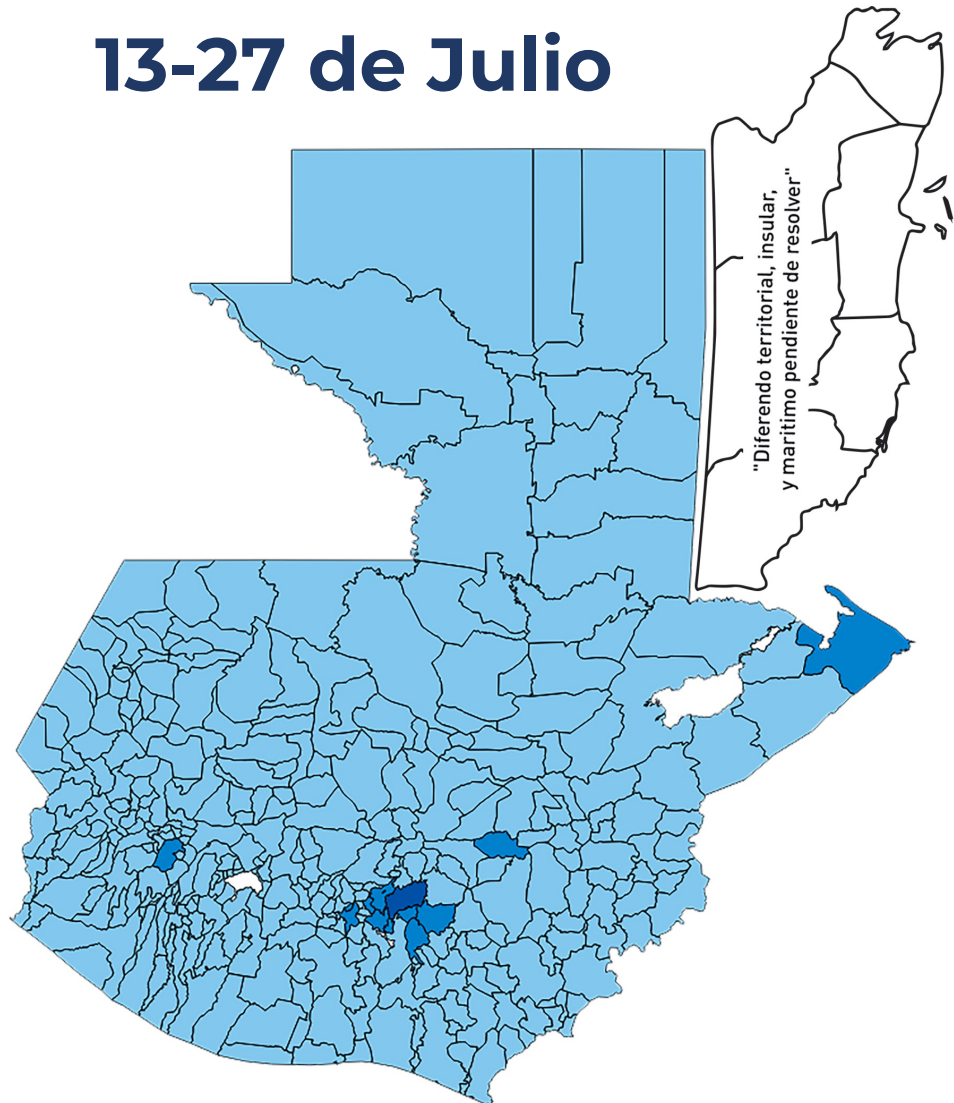 13-27 de Julio
"Diferendo territorial, insular,
y marítimo pendiente de resolver"